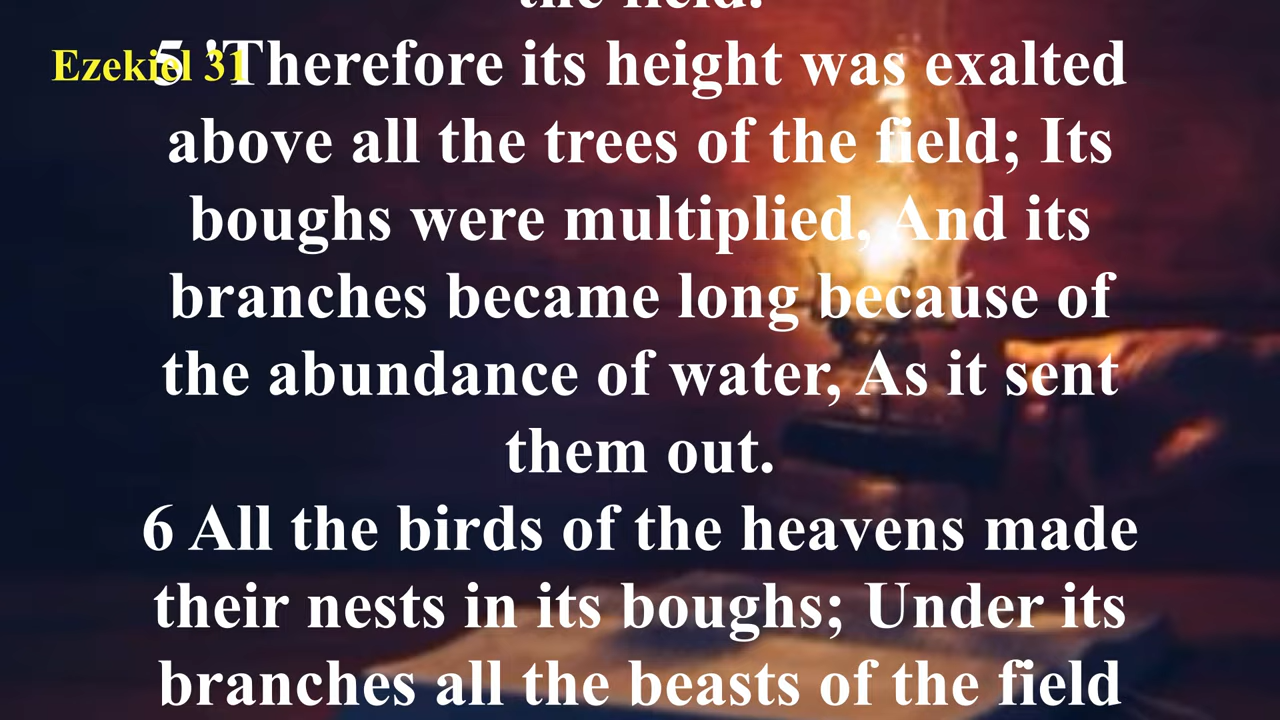 the field.
Ezekiel 31
5 'Therefore its height was exalted
above all the trees of the field; Its
boughs were multiplied, And its
branches became long because of
the abundance of water, As it sent
them out.
6 All the birds of the heavens made
their nests in its boughs; Under its
branches all the beasts of the field